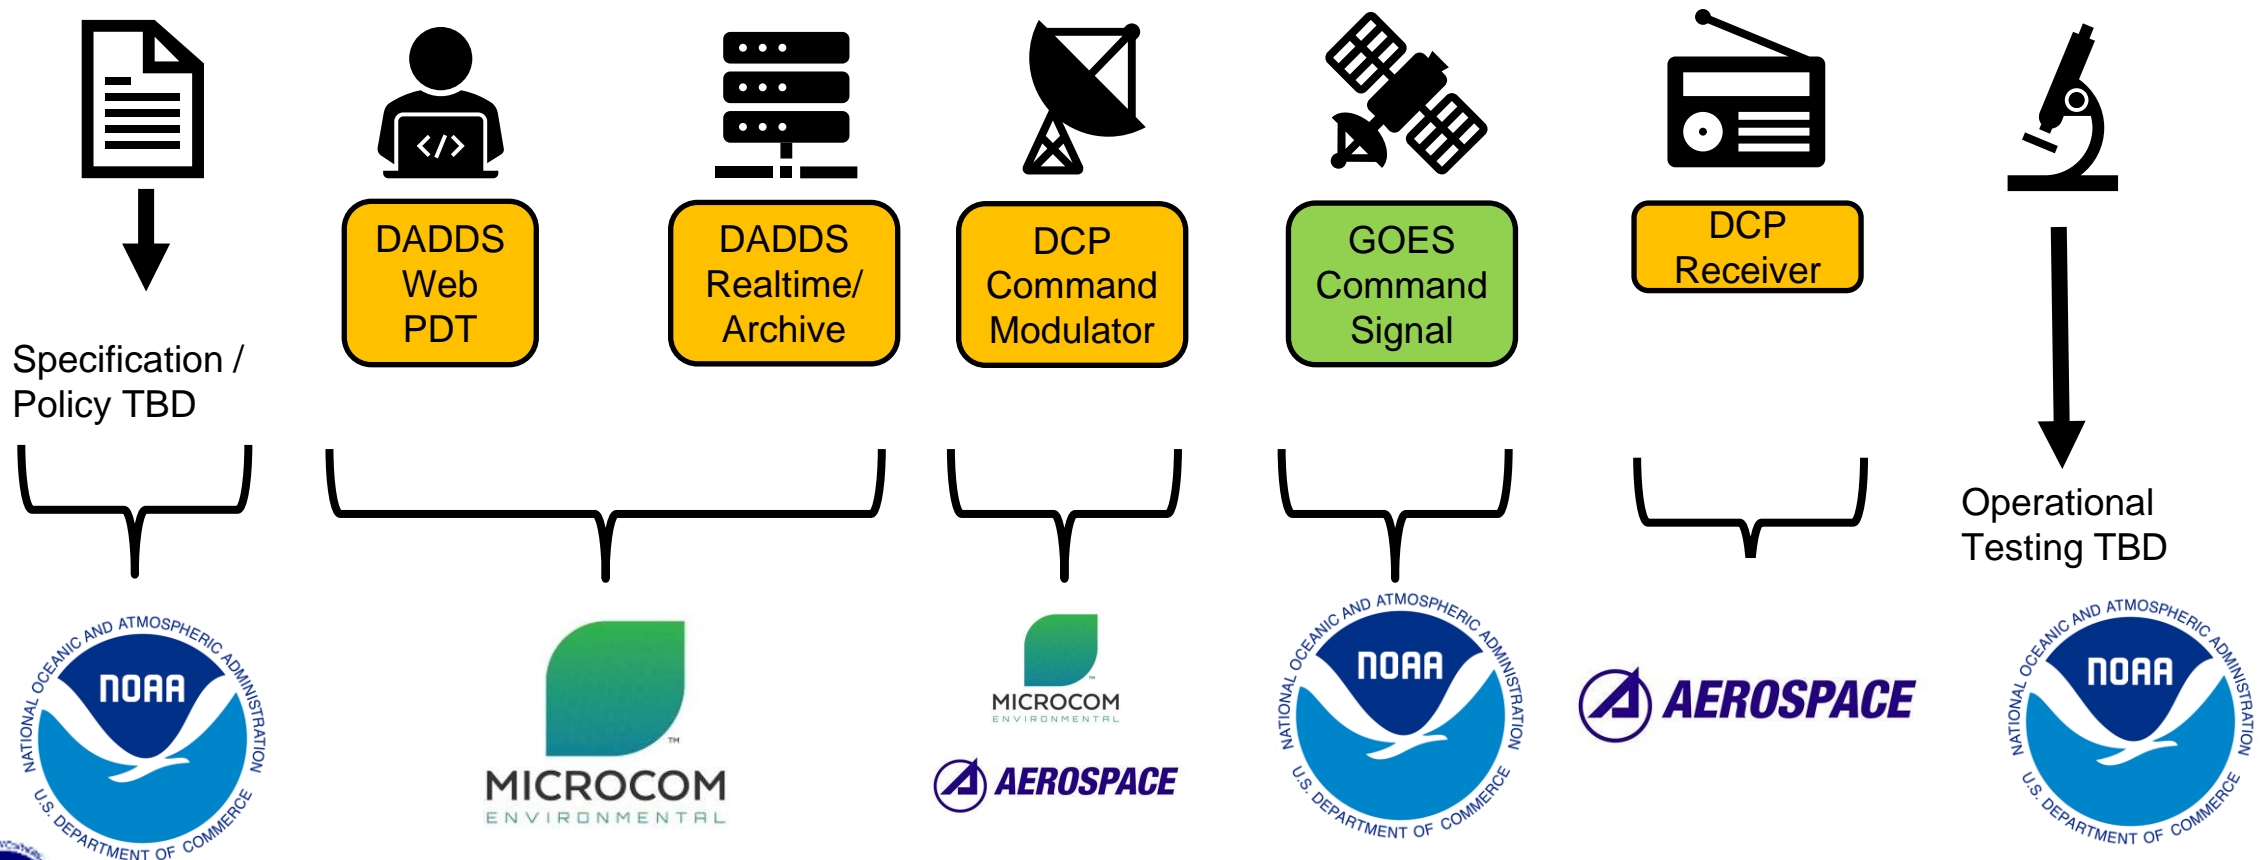 </>
DADDS
Web
PDT
DADDS
Realtime/
Archive
DCP
Command
Modulator
GOES
Command
Signal
DCP
Receiver
Specification /
Policy TBD
Operational
Testing TBD
NATIONAL OCEANIC AND ATMOSPHERIC ADMINISTRATION
NOAA
U.S. DEPARTMENT OF COMMERCE
TM
MICROCOM
ENVIRONMENTAL
TM
MICROCOM
ENVIRONMENTAL
AEROSPACE
NATIONAL OCEANIC AND ATMOSPHERIC ADMINISTRATION
NOAA
U.S. DEPARTMENT OF COMMERCE
AEROSPACE
NATIONAL OCEANIC AND ATMOSPHERIC ADMINISTRATION
NOAA
U.S. DEPARTMENT OF COMMERCE